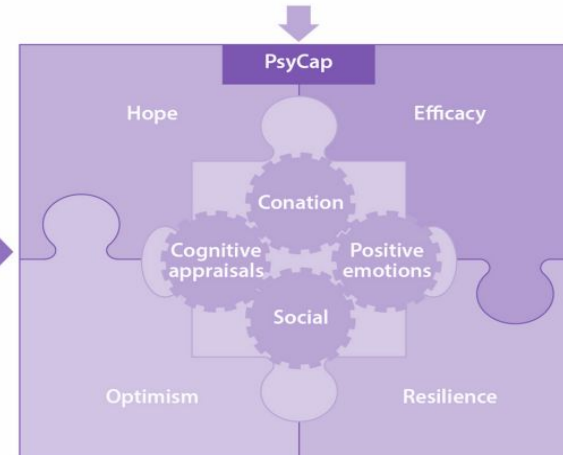 PsyCap
Hope
Efficacy
Conation
Cognitive
appraisals
Positive
emotions
Social
Optimism
Resilience